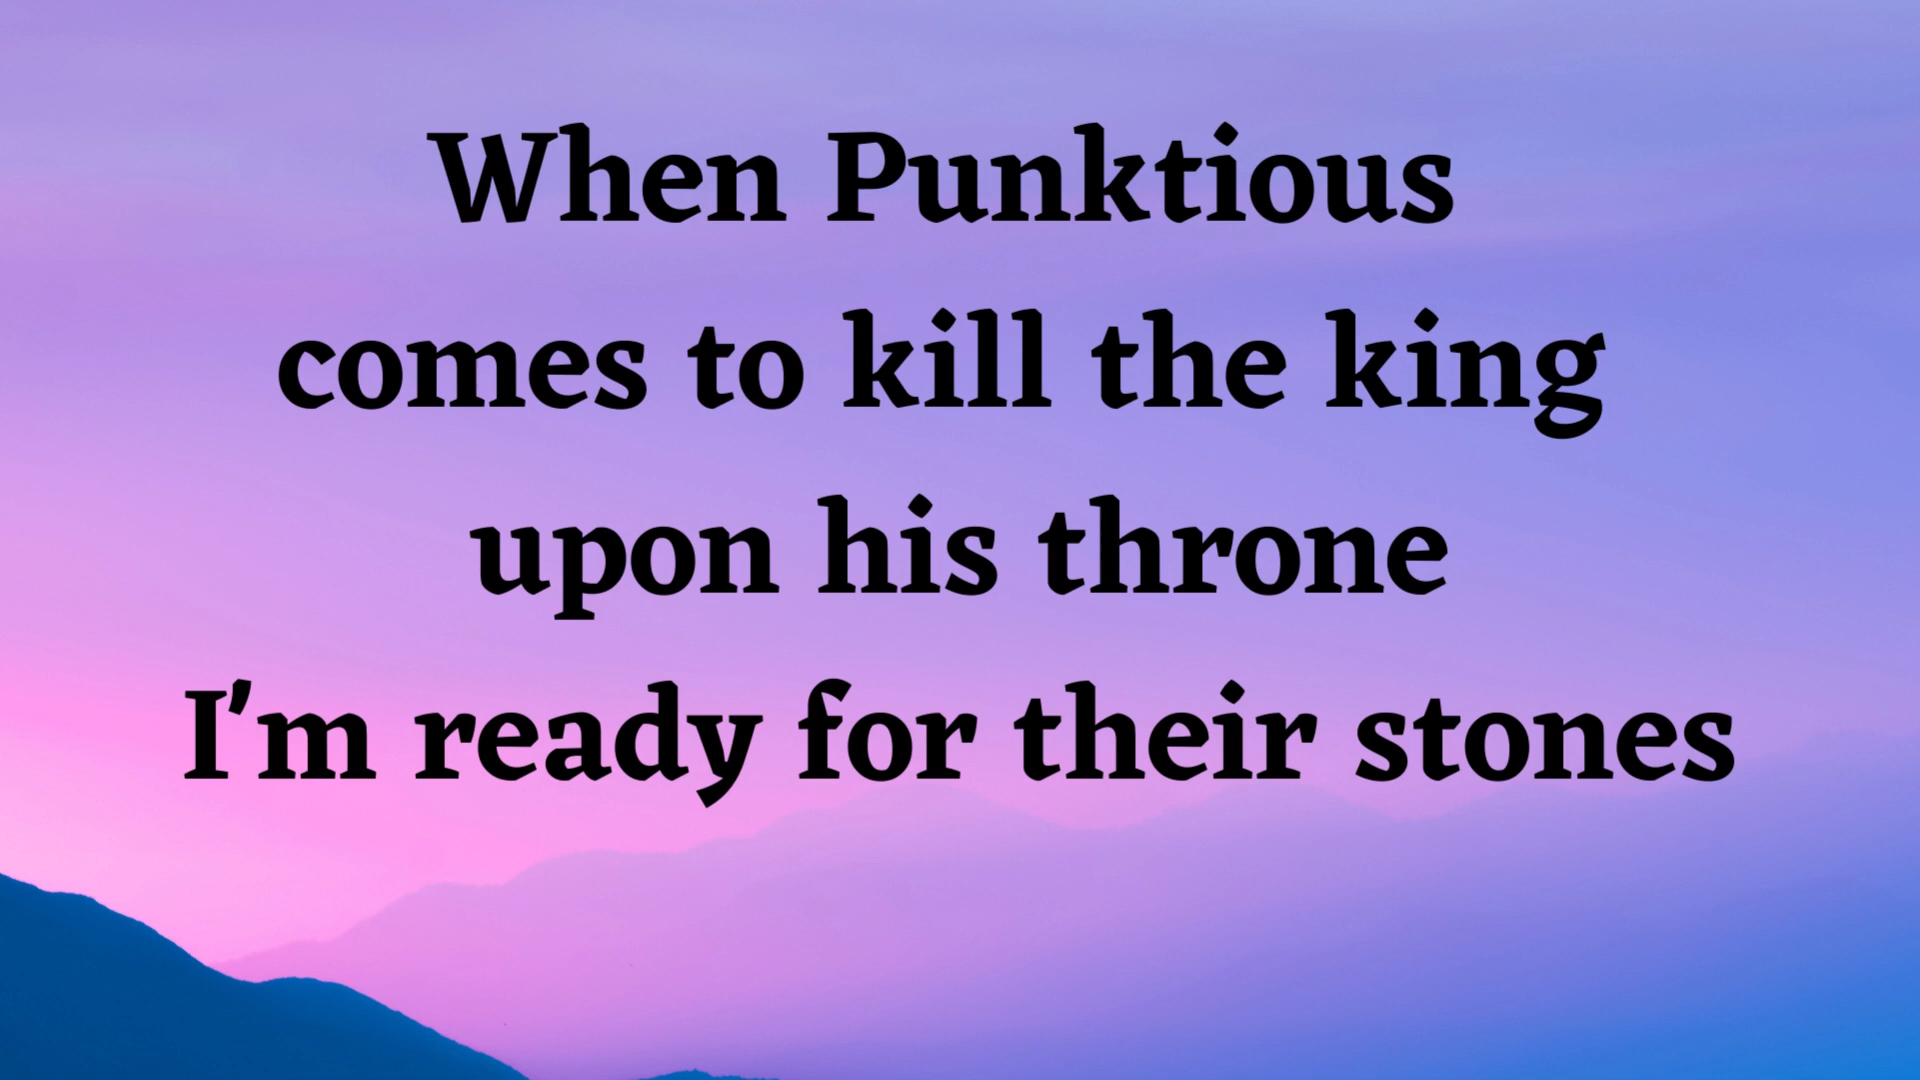 When Punktious
comes to kill the king
upon his throne
I'm ready for their stones